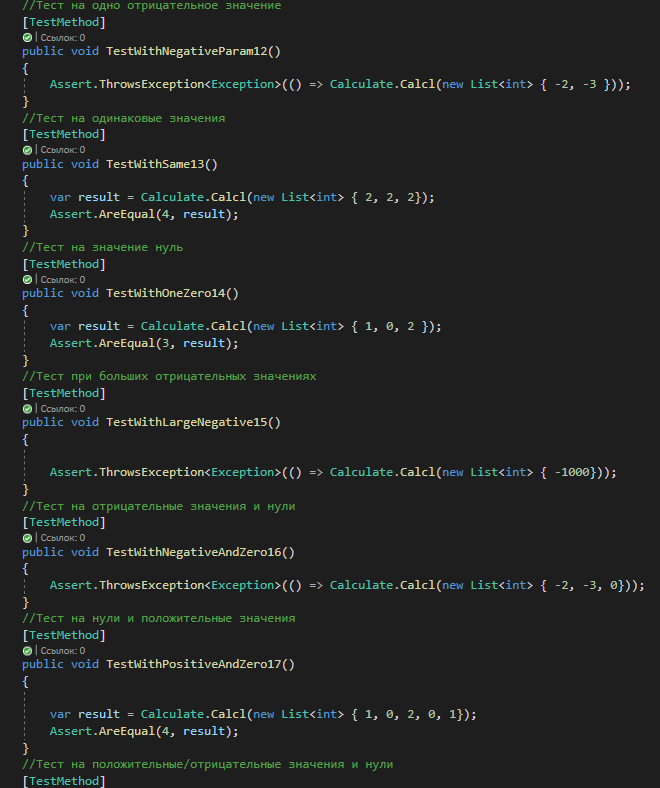 //Тест на одно отрицательное значение
[TestMethod]
| Ссылок: 0
public void TestWithNegativeParam12()
{
Assert.ThrowsException<Exception>(() => Calculate.Calcl(new List<int> { -2, -3 }));
}
//Тест на одинаковые значения
[TestMethod]
| Ссылок: 0
public void TestWithSame13()
{
var result = Calculate.Calcl(new List<int> { 2, 2, 2});
Assert.AreEqual(4, result);
}
//Тест на значение нуль
[TestMethod]
| Ссылок: 0
public void TestWithOneZero14()
{
var result = Calculate.Calcl(new List<int> { 1, 0, 2 });
Assert.AreEqual(3, result);
}
//Тест при больших отрицательных значениях
[TestMethod]
| Ссылок: 0
public void TestWithLargeNegative15()
{
Assert.ThrowsException<Exception>(() => Calculate.Calcl(new List<int> { -1000}));
}
//Тест на отрицательные значения и нули
[TestMethod]
| Ссылок: 0
public void TestWithNegativeAndZero16()
{
Assert.ThrowsException<Exception>(() => Calculate.Calcl(new List<int> { -2, -3, 0}));
}
//Тест на нули и положительные значения
[TestMethod]
| Ссылок: 0
public void TestWithPositiveAndZero17()
{
var result = Calculate.Calcl(new List<int> { 1, 0, 2, 0, 1});
Assert.AreEqual(4, result);
}
//Тест на положительные/отрицательные значения и нули
[TestMethod]